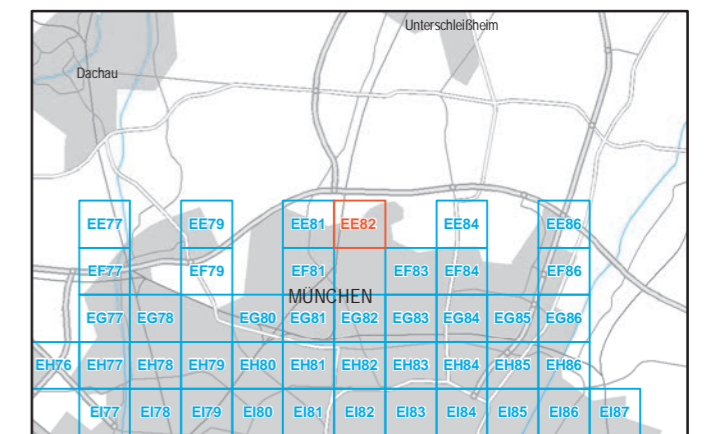 Unterschleißheim
Dachau
EE77 EE79 EE81 EE82 EE84 EE86
EF77 EF79 EF81 EF83 EF84 EF86
MÜNCHEN
EG77 EG78 EG80 EG81 EG82 EG83 EG84 EG85 EG86
EH76 EH77 EH78 EH79 EH80 EH81 EH82 EH83 EH84 EH85 EH86
EI77 EI78 EI79 EI80 EI81 EI82 EI83 EI84 EI85 EI86 EI87